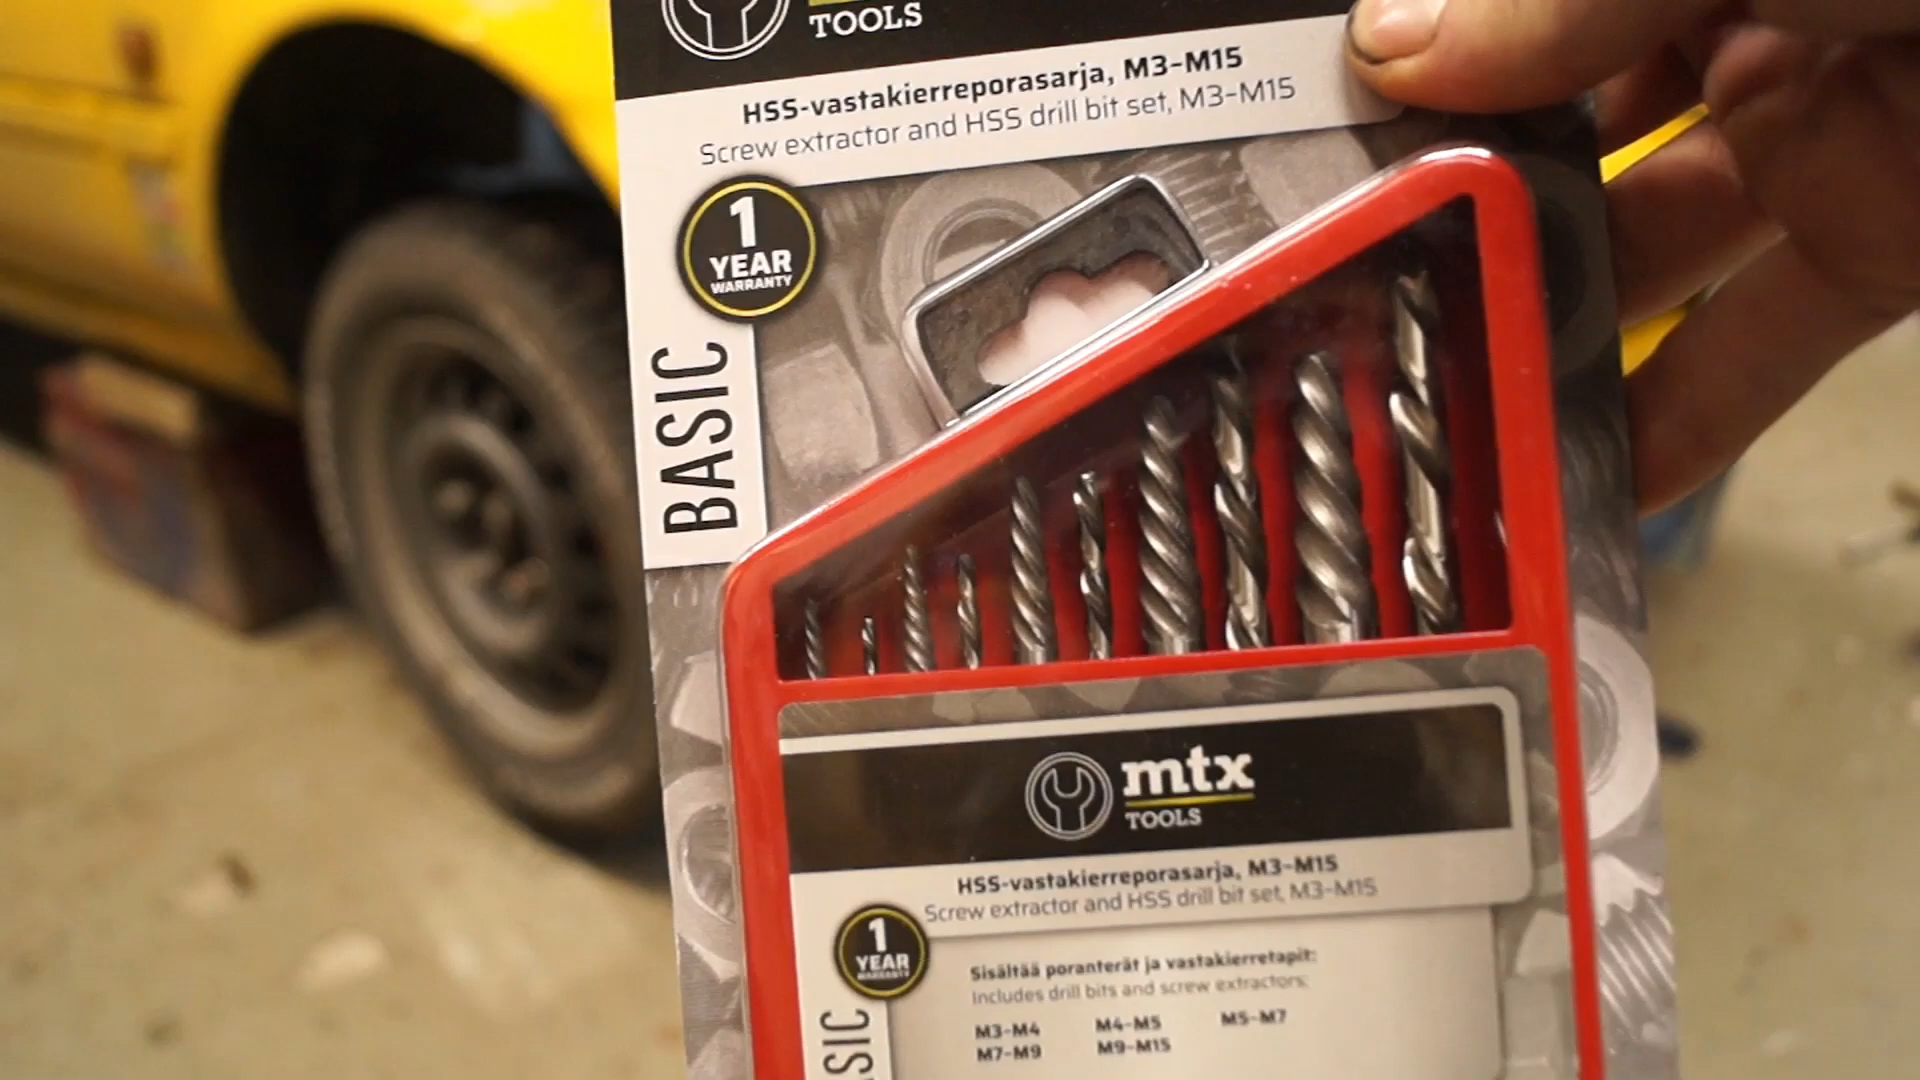 TOOLS
HSS-vastakierreporasarja, M3-M15
Screw extractor and HSS drill bit set, M3-M15
1
YEAR
WARRANTY
BASIC
mtx
TOOLS
HSS-vastakierreporasarja, M3-M15
Screw extractor and HSS drill bit set, M3-M15
1
YEAR
WARRANTY
Sisältää poranterät ja vastakierretapit:
Includes drill bits and screw extractors:
M3-M4 M4-M5 M5-M7
M7-M9 M9-M15